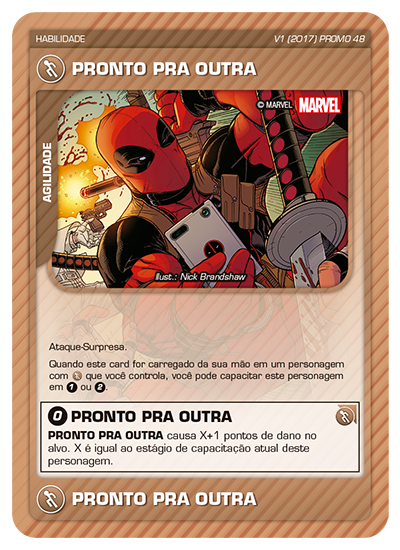 HABILIDADE
V1 (2017) PROMO 48
PRONTO PRA OUTRA
© MARVEL MARVEL
AGILIDADE
Ilust.: Nick Brandshaw
Ataque-Surpresa.
Quando este card for carregado da sua mão em um personagem
com que você controla, você pode capacitar este personagem
em 1 ou 2.
0 PRONTO PRA OUTRA
PRONTO PRA OUTRA causa X+1 pontos de dano no
alvo. X é igual ao estágio de capacitação atual deste
personagem.
PRONTO PRA OUTRA